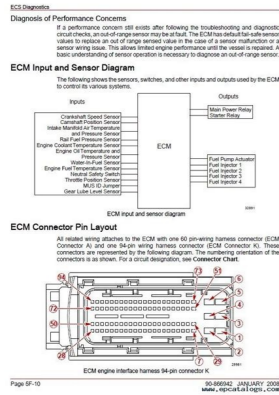 ECS Diagnostics
Diagnosis of Performance Concerns
If a performance concern still exists after following the troubleshooting and diagnostic
circuit checks, an out-of-range sensor may be at fault. The ECM has default fail-safe sensor
values to replace an out of range sensed value in the case of a sensor malfunction or a
sensor wiring issue. This allows limited engine performance until the vessel is repaired. A
basic understanding of sensor operation is necessary to diagnose an out-of-range sensor.
ECM Input and Sensor Diagram
The following shows the sensors, switches, and other inputs and outputs used by the ECM
to control its various systems.
Inputs
Outputs
Crankshaft Speed Sensor
Camshaft Position Sensor
Intake Manifold Air Temperature
and Pressure Sensor
Rail Fuel Pressure Sensor
Engine Coolant Temperature Sensor
Engine Oil Temperature and
Pressure Sensor
Water-In-Fuel Sensor
Engine Fuel Temperature Sensor
Neutral Safety Switch
Throttle Position Sensor
MUS ID Jumper
Gear Lube Level Sensor
ECM
Main Power Relay
Starter Relay
Fuel Pump Actuator
Fuel Injector 1
Fuel Injector 2
Fuel Injector 3
Fuel Injector 4
ECM input and sensor diagram
ECM Connector Pin Layout
All related wiring attaches to the ECM with one 60 pin-wiring harness connector (ECM
Connector A) and one 94-pin wiring harness connector (ECM Connector K). These
connectors are represented by the following diagram. The numbering orientation of the
connectors is as shown. For a circuit designation, see Connector Chart.
94
73
51
6
5
4
72
3
50
1
28
2
7
29
ECM engine interface harness 94-pin connector K
Page 5F-10
90-866942 JANUARY 2008
www.epcatalogs.com